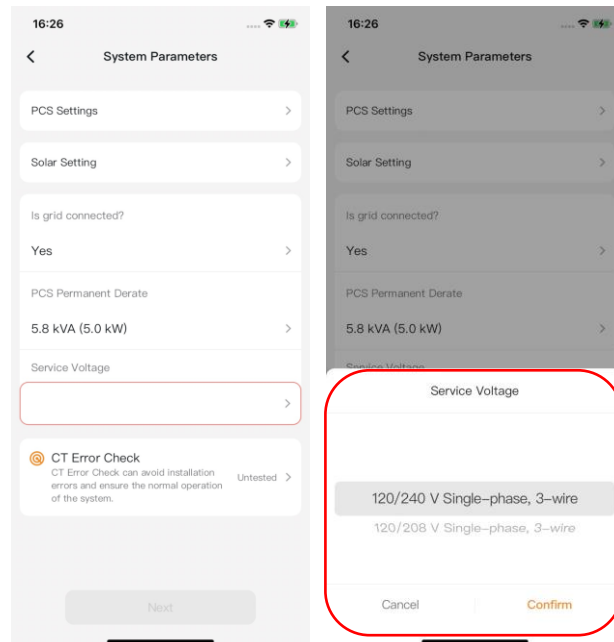 16:26
System Parameters
PCS Settings
Solar Setting
Is grid connected?
Yes
PCS Permanent Derate
5.8 kVA (5.0 kW)
Service Voltage
CT Error Check
CT Error Check can avoid installation
errors and ensure the normal operation
of the system.
Untested
Next
16:26
System Parameters
PCS Settings
Solar Setting
Is grid connected?
Yes
PCS Permanent Derate
5.8 kVA (5.0 kW)
Service Voltage
Service Voltage
120/240 V Single-phase, 3-wire
120/208 V Single-phase, 3-wire
Cancel
Confirm